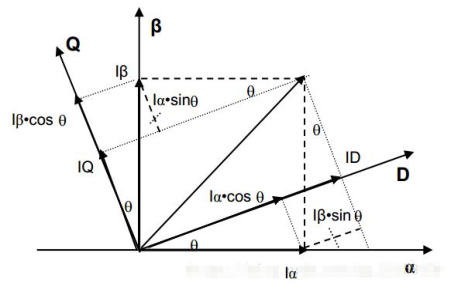 β
Q
Iβ
Iα•sinθ
θ
Iβ•cos θ
θ
IQ
ID
D
Iα•cos θ
θ
Iβ•sin θ
θ
Iα
α